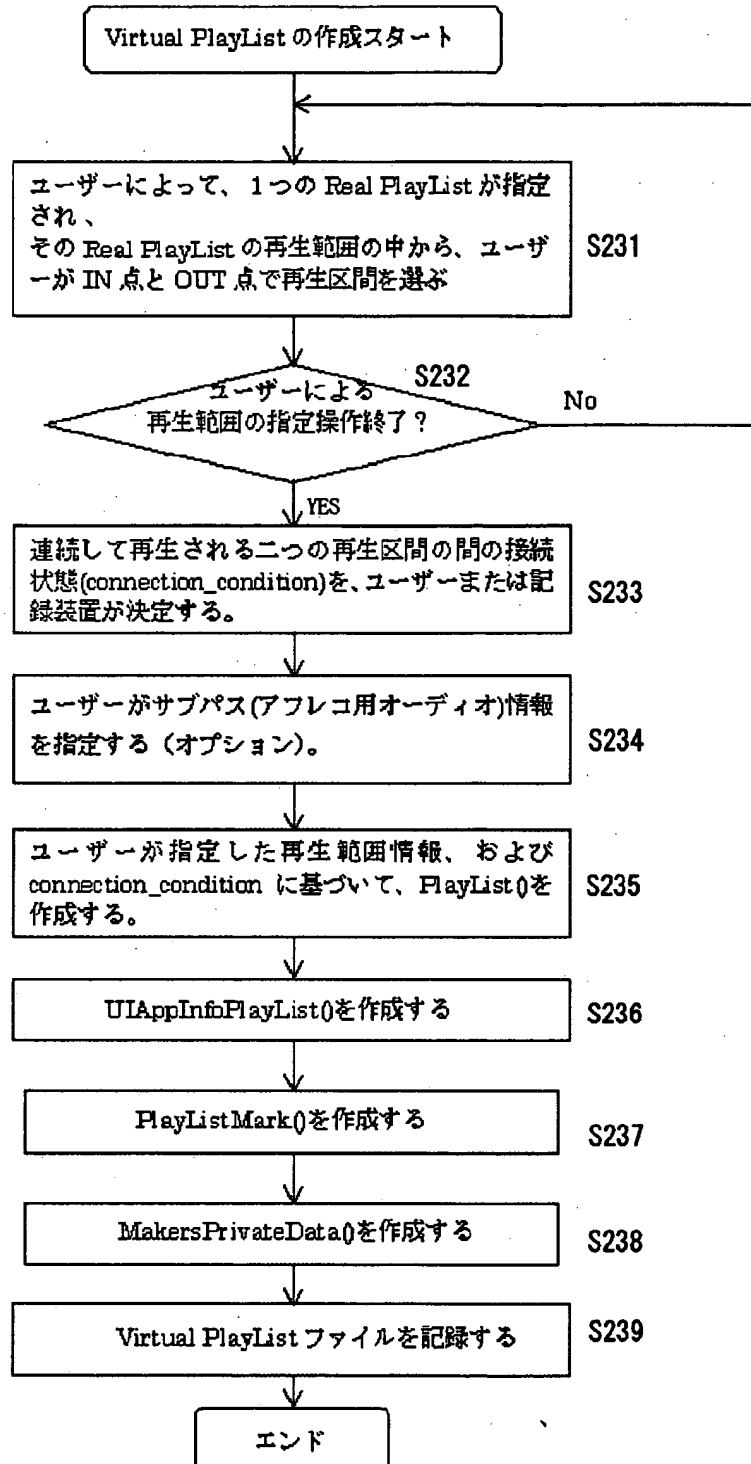 Virtual PlayList の作成スタート
ユーザーによって、1つの Real PlayList が指定
され、
その Real PlayList の再生範囲の中から、ユーザ
ーが IN 点と OUT 点で再生区間を選ぶ
S231
S232
ユーザーによる
再生範囲の指定操作終了？
No
YES
連続して再生される二つの再生区間の間の接続
状態(connection_condition)を、ユーザーまたは記
録装置が決定する。
S233
ユーザーがサブパス(アフレコ用オーディオ)情報
を指定する（オプション）。
S234
ユーザーが指定した再生範囲情報、および
connection_condition に基づいて、PlayList()を
作成する。
S235
UIAppInfoPlayList()を作成する
S236
PlayListMark()を作成する
S237
MakersPrivateData()を作成する
S238
Virtual PlayList ファイルを記録する
S239
エンド